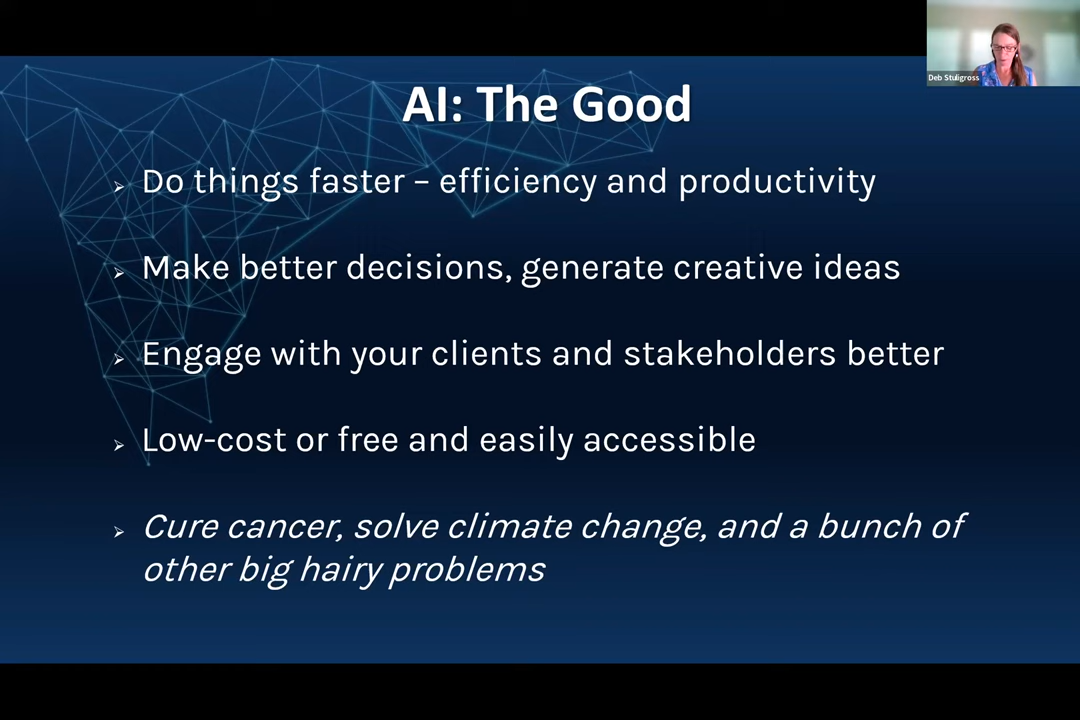 Deb Stuligross
AI: The Good
Do things faster – efficiency and productivity
Make better decisions, generate creative ideas
Engage with your clients and stakeholders better
Low-cost or free and easily accessible
Cure cancer, solve climate change, and a bunch of
other big hairy problems